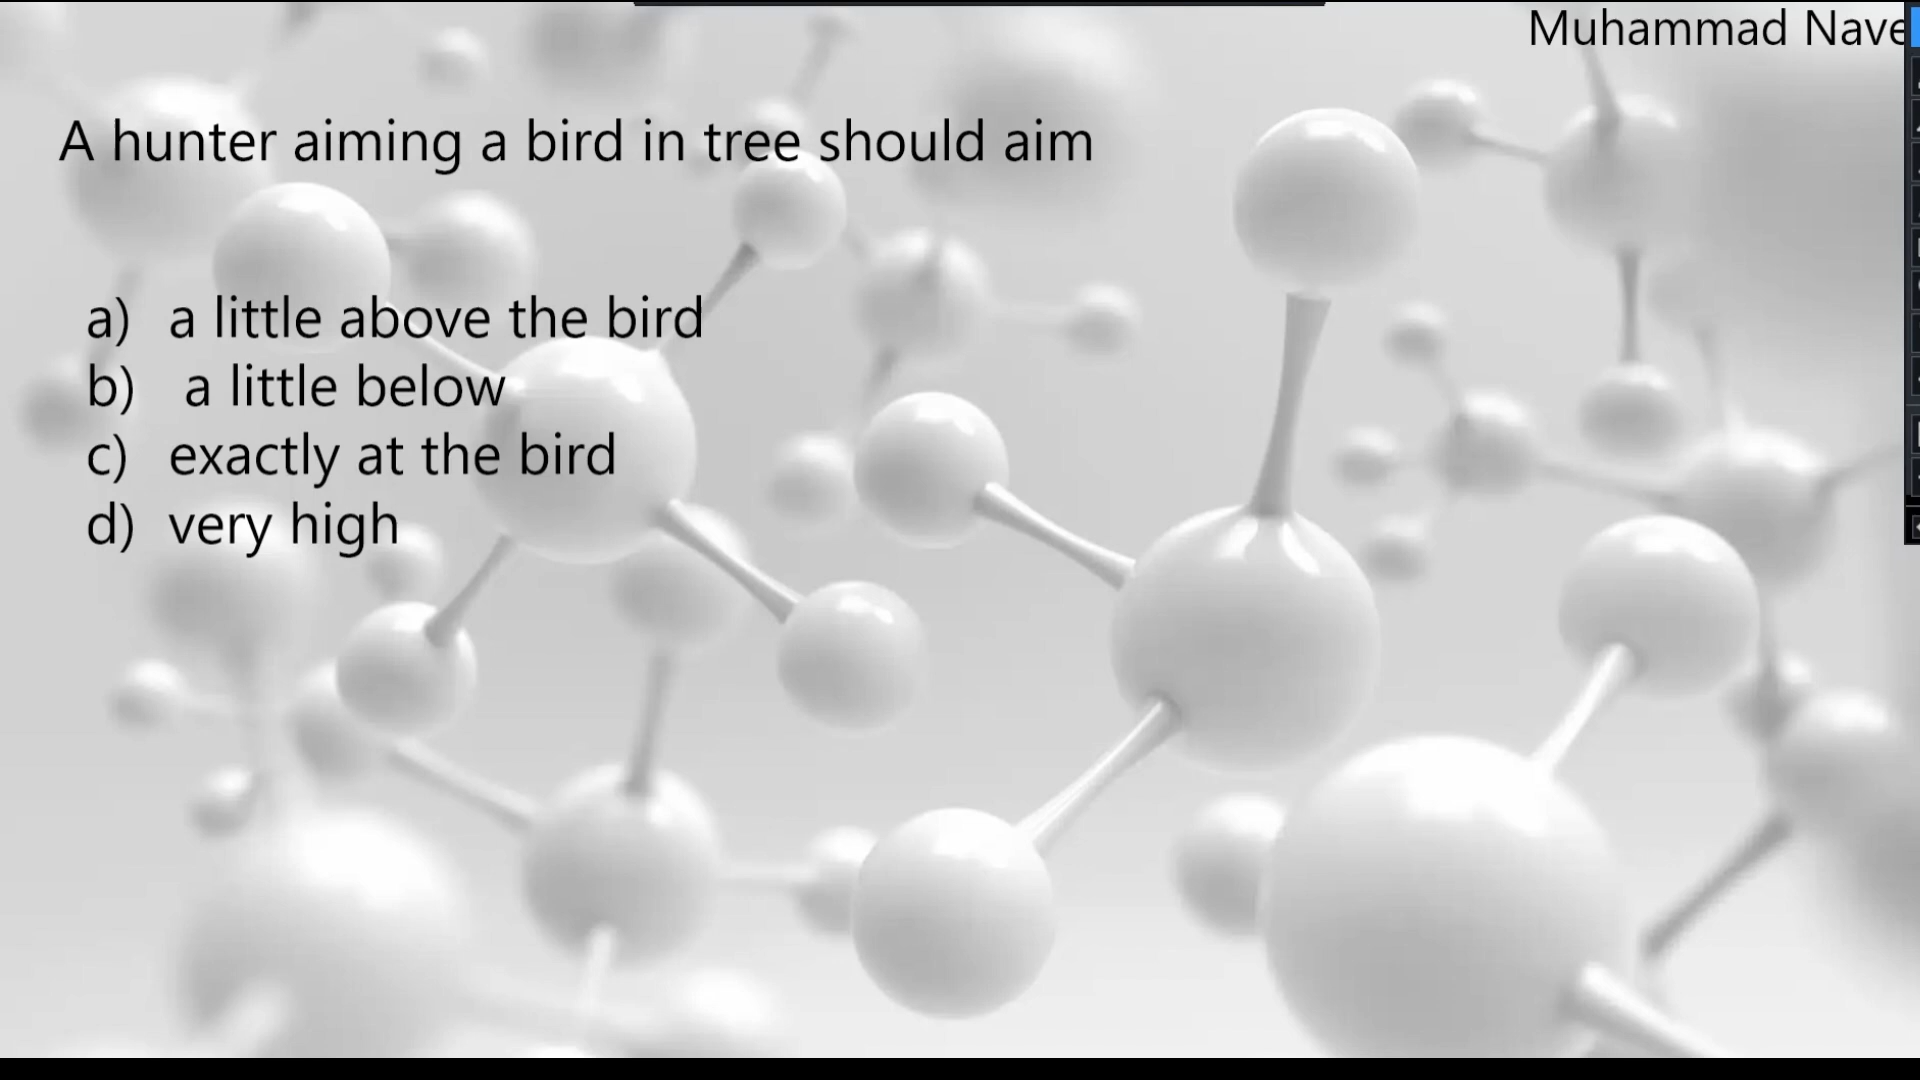 Muhammad Nave
A hunter aiming a bird in tree should aim
a) a little above the bird
b) a little below
c) exactly at the bird
d) very high